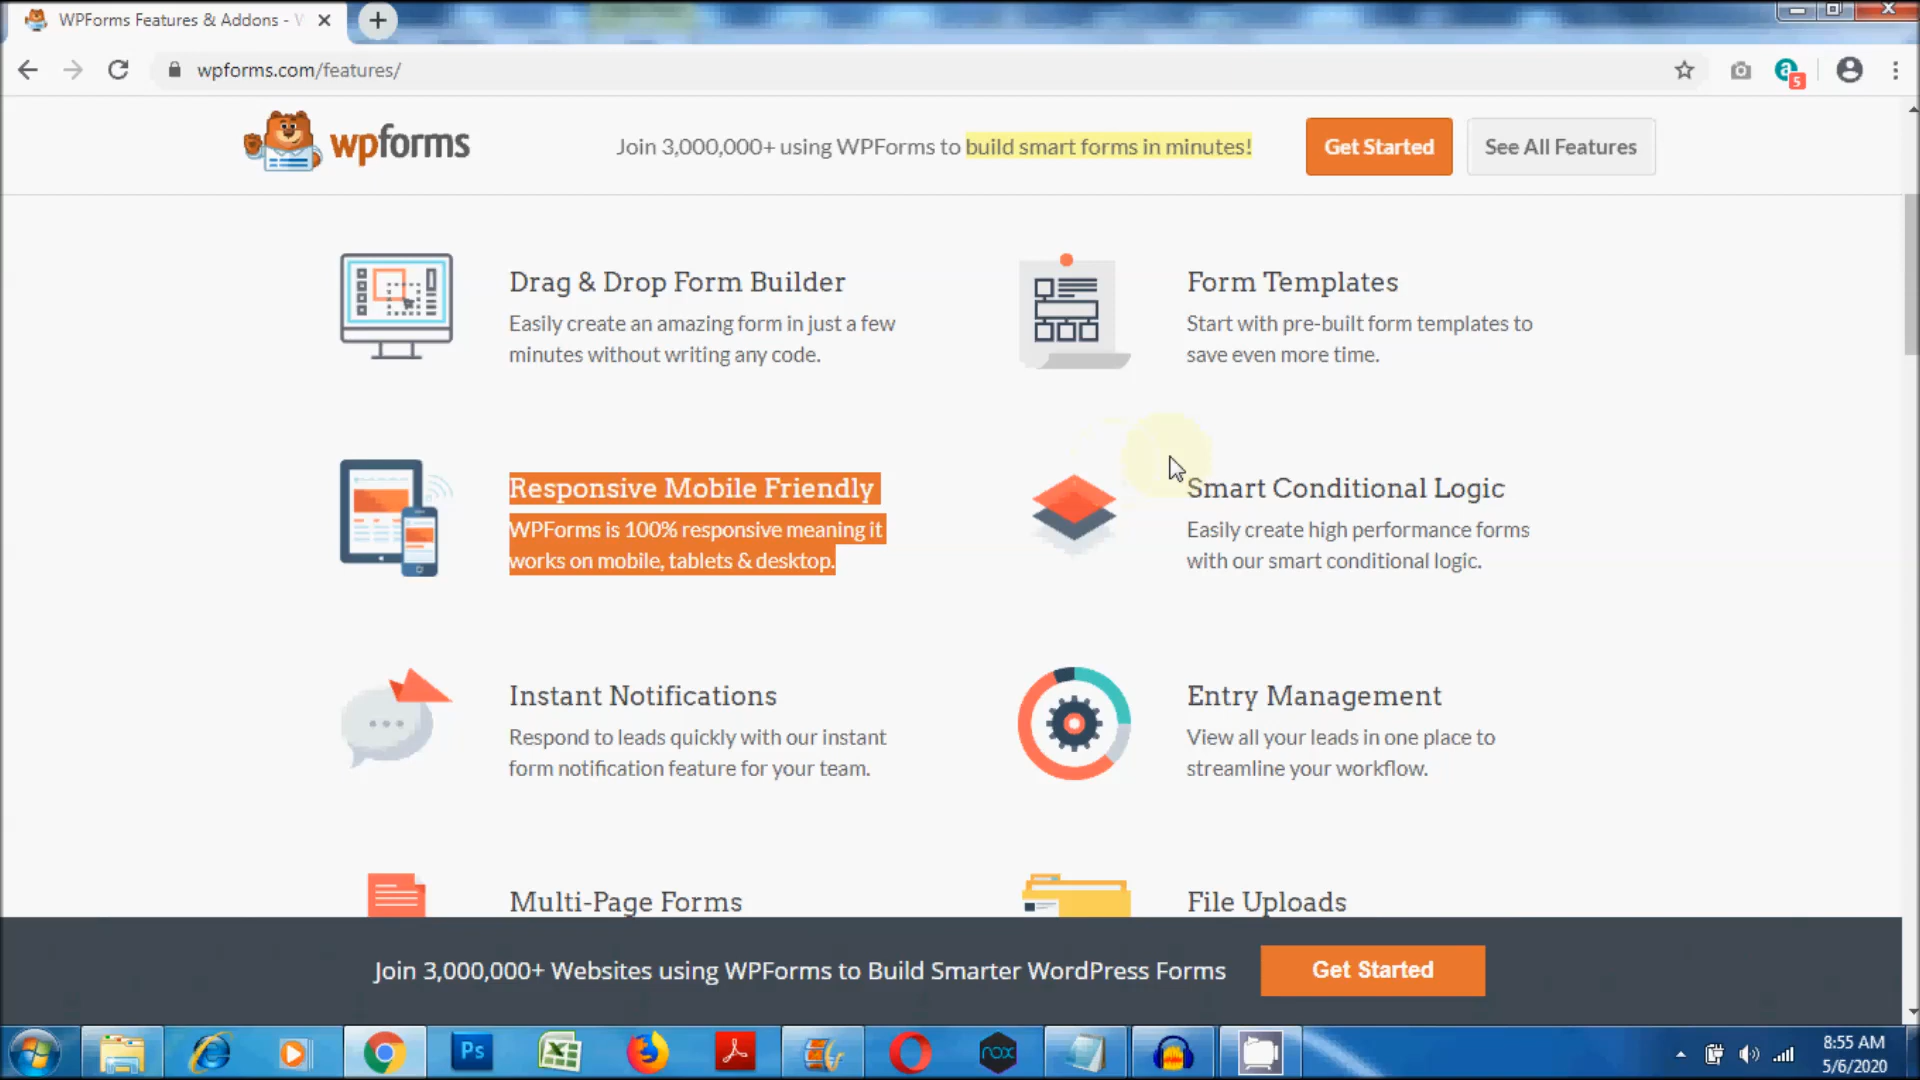 WPForms Features & Addons -
wpforms.com/features/
5
wpforms
Join 3,000,000+ using WPForms to build smart forms in minutes!
Get Started
See All Features
Drag & Drop Form Builder
Easily create an amazing form in just a few
minutes without writing any code.
Form Templates
Start with pre-built form templates to
save even more time.
Responsive Mobile Friendly
WPForms is 100% responsive meaning it
works on mobile, tablets & desktop.
Smart Conditional Logic
Easily create high performance forms
with our smart conditional logic.
Instant Notifications
Respond to leads quickly with our instant
form notification feature for your team.
Entry Management
View all your leads in one place to
streamline your workflow.
Multi-Page Forms
File Uploads
Join 3,000,000+ Websites using WPForms to Build Smarter WordPress Forms
Get Started
Ps
nox
8:55 AM
5/6/2020